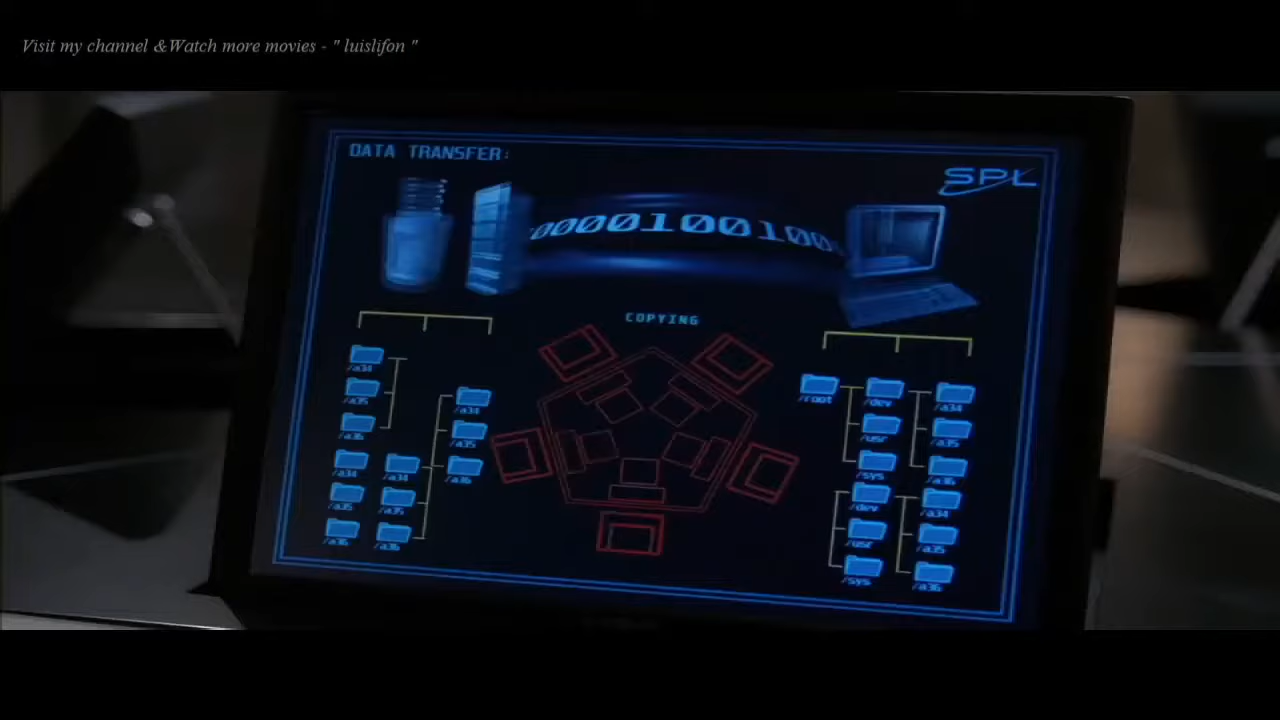 Visit my channel &Watch more movies - " luislifon "
DATA TRANSFER:
SPL
0000100100
COPYING
/a34
/a35
/a36
/a34
/a35
/a36
/a34
/a35
/a36
/a34
/a35
/a36
/root
/dev
/usr
/sys
/dev
/usr
/sys
/a34
/a35
/a36
/a34
/a35
/a36